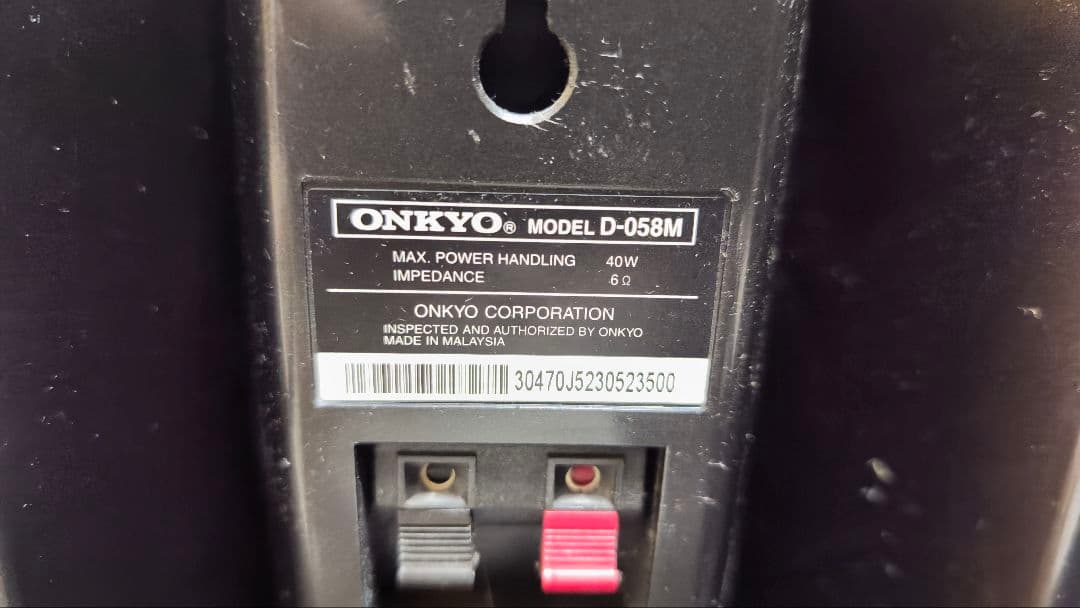 ONKYO® MODEL D-058M
MAX. POWER HANDLING 40W
IMPEDANCE 6Ω
ONKYO CORPORATION
INSPECTED AND AUTHORIZED BY ONKYO
MADE IN MALAYSIA
30470J5230523500